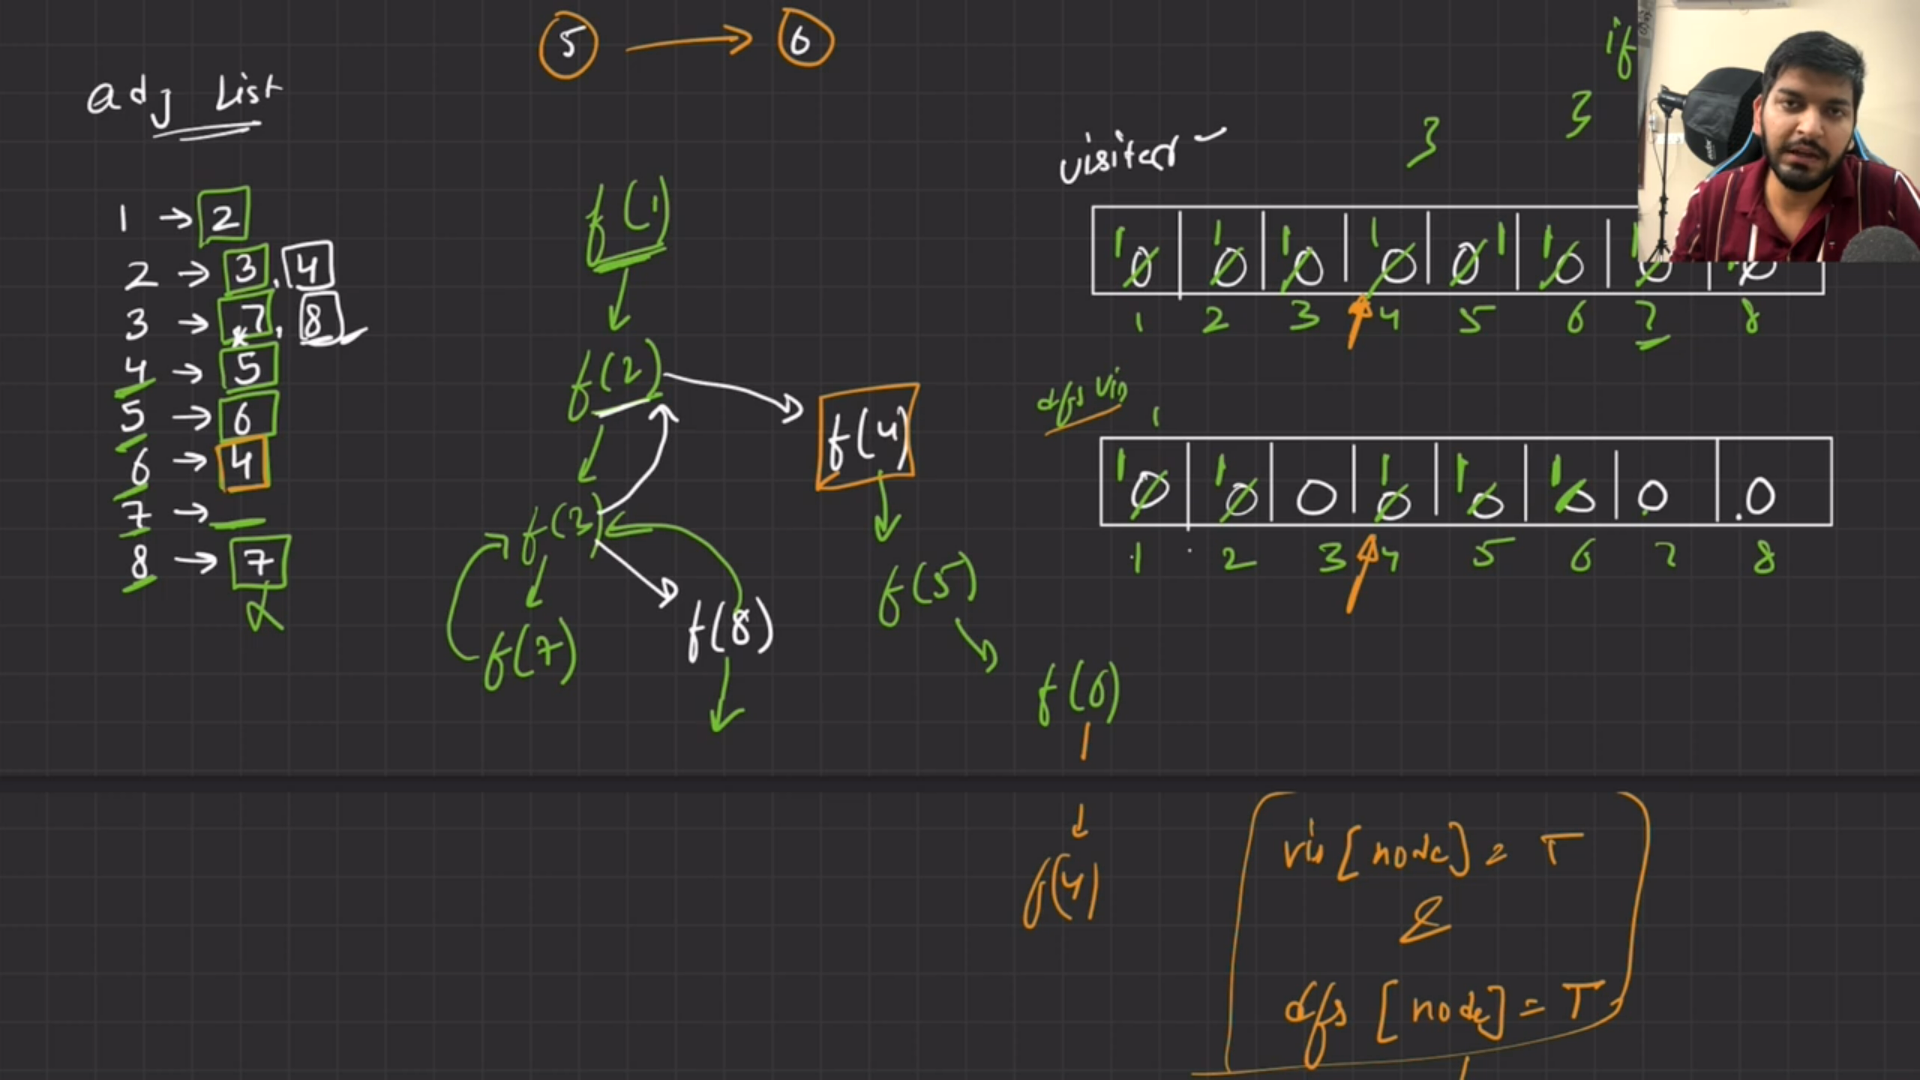 5 → 6
if
adj List
3
3
visited
1 → 2
2 → 3, 4
3 → 7, 8
4 → 5
5 → 6
6 → 4
7 →
8 → 7
f(1)
f(2)
f(3)
f(7)
f(8)
f(4)
f(5)
f(6)
f(4)
1 0 1 0 1 0 1 0 0 1 1 0 1 0 1 0
1 2 3 4 5 6 7 8
dfs vis
1
1 0 1 0 0 1 0 1 0 1 0 0 0
1 2 3 4 5 6 7 8
vis [node] = T
&
dfs [node] = T